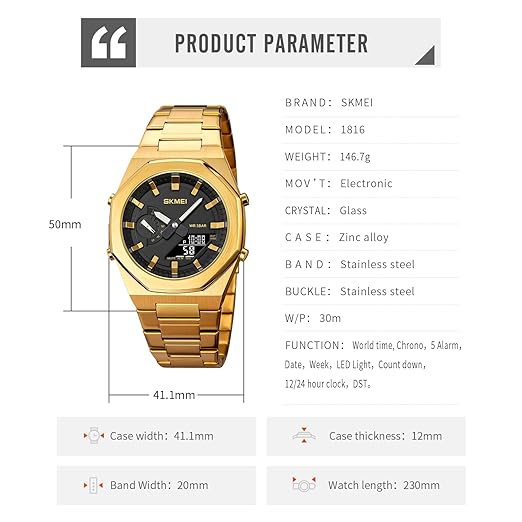 PRODUCT PARAMETER
BRAND: SKMEI
MODEL: 1816
WEIGHT: 146.7g
MOV'T: Electronic
CRYSTAL: Glass
CASE: Zinc alloy
BAND: Stainless steel
BUCKLE: Stainless steel
W/P: 30m
FUNCTION: World time, Chrono, 5 Alarm,
Date, Week, LED Light, Count down,
12/24 hour clock, DST.
50mm
SKMEI
WR 3BAR
P 10:08
58
41.1mm
Case width: 41.1mm
Case thickness: 12mm
Band Width: 20mm
Watch length: 230mm